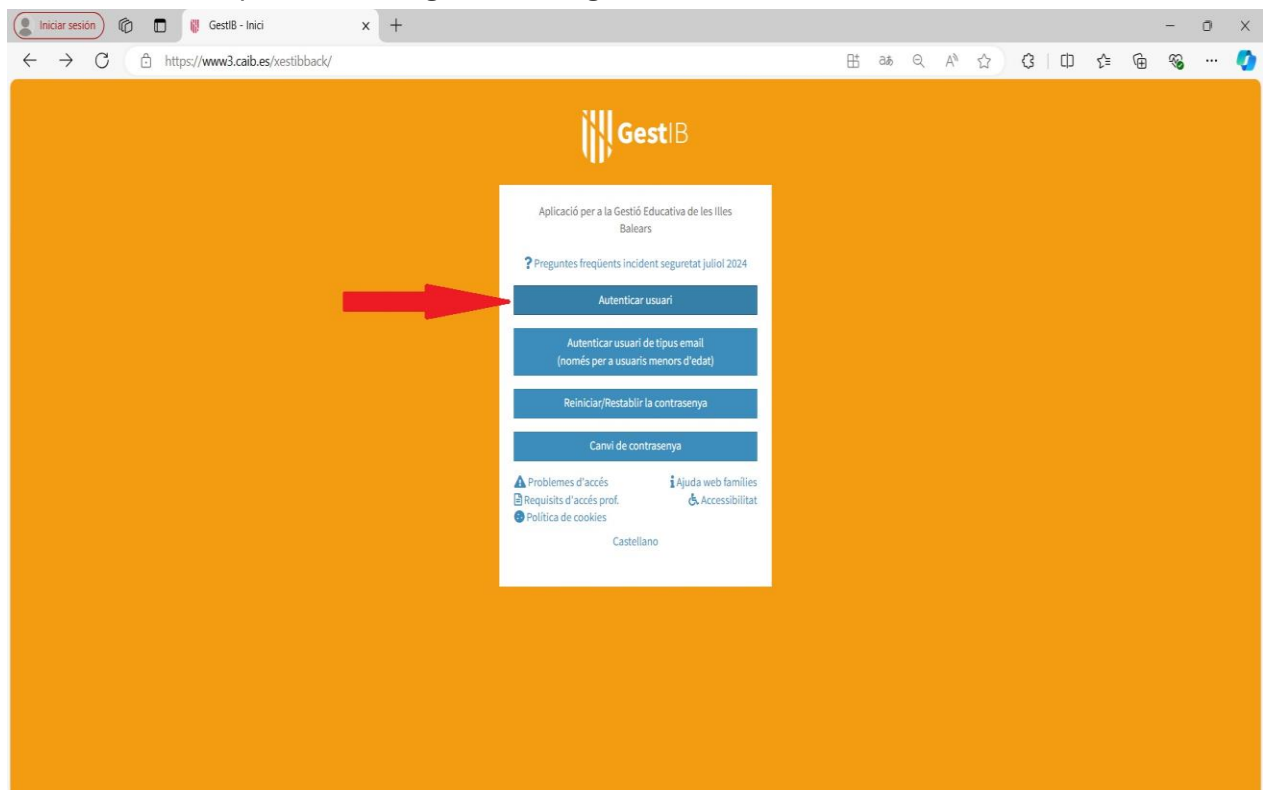 Iniciar sesión
GestIB - Inici
https://www3.caib.es/xestibback/
GestIB
Aplicació per a la Gestió Educativa de les Illes
Balears
? Preguntes freqüents incident seguretat juliol 2024
Autenticar usuari
Autenticar usuari de tipus email
(només per a usuaris menors d'edat)
Reiniciar/Restablir la contrasenya
Canvi de contrasenya
Problemes d'accés
Ajuda web famílies
Requisits d'accés prof.
Accessibilitat
Política de cookies
Castellano